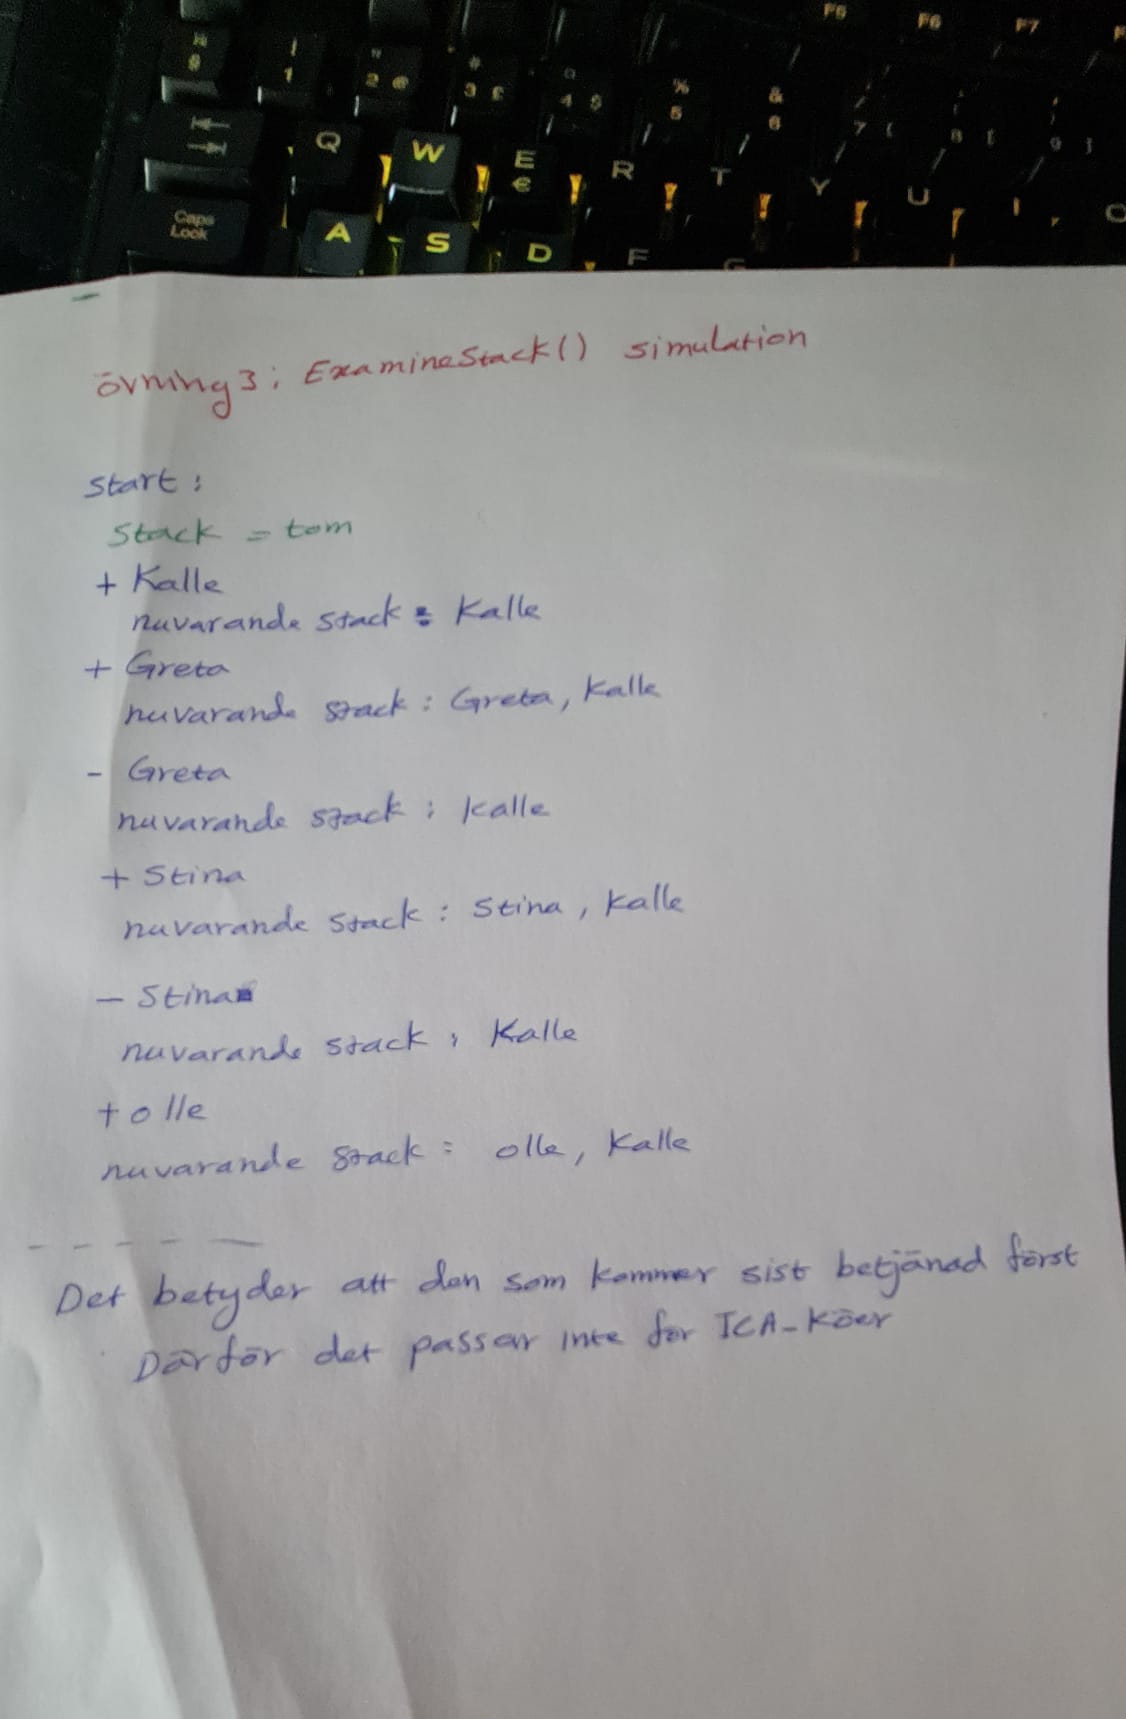 F5 F6 F7
! " # ¤ % &
§ 1 2 @ 3 £ 4 $ 5 6 7 { 8 [ 9 ]
Q W E R T Y U I O
€
Caps
Lock
A S D F G
övning 3 : ExamineStack() simulation
start :
Stack = tom
+ Kalle
nuvarande stack : Kalle
+ Greta
nuvarande stack : Greta, Kalle
- Greta
nuvarande stack : Kalle
+ Stina
nuvarande stack : Stina, Kalle
- Stina
nuvarande stack : Kalle
+ olle
nuvarande stack : olle, Kalle
- - - - -
Det betyder att den som kommer sist betjänad först
Därför det passar inte för ICA-Köer